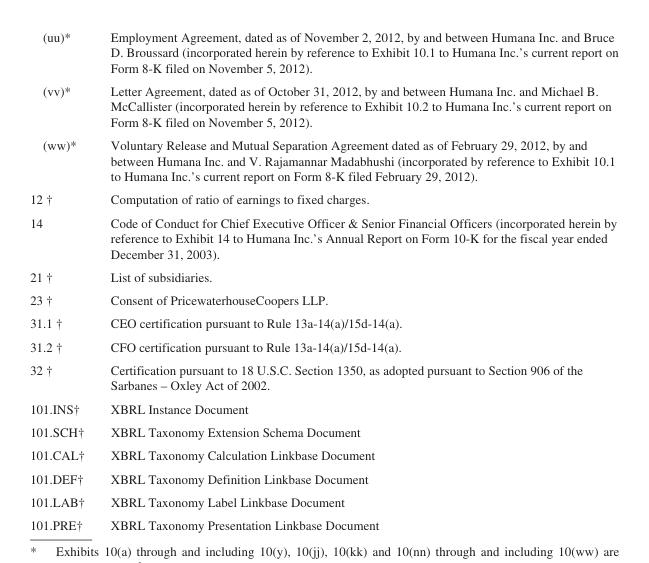 (uu)* Employment Agreement, dated as of November 2, 2012, by and between Humana Inc. and Bruce
D. Broussard (incorporated herein by reference to Exhibit 10.1 to Humana Inc.’s current report on
Form 8-K filed on November 5, 2012).
(vv)* Letter Agreement, dated as of October 31, 2012, by and between Humana Inc. and Michael B.
McCallister (incorporated herein by reference to Exhibit 10.2 to Humana Inc.’s current report on
Form 8-K filed on November 5, 2012).
(ww)* Voluntary Release and Mutual Separation Agreement dated as of February 29, 2012, by and
between Humana Inc. and V. Rajamannar Madabhushi (incorporated by reference to Exhibit 10.1
to Humana Inc.’s current report on Form 8-K filed February 29, 2012).
12 † Computation of ratio of earnings to fixed charges.
14 Code of Conduct for Chief Executive Officer & Senior Financial Officers (incorporated herein by
reference to Exhibit 14 to Humana Inc.’s Annual Report on Form 10-K for the fiscal year ended
December 31, 2003).
21 † List of subsidiaries.
23 † Consent of PricewaterhouseCoopers LLP.
31.1 † CEO certification pursuant to Rule 13a-14(a)/15d-14(a).
31.2 † CFO certification pursuant to Rule 13a-14(a)/15d-14(a).
32 † Certification pursuant to 18 U.S.C. Section 1350, as adopted pursuant to Section 906 of the
Sarbanes – Oxley Act of 2002.
101.INS† XBRL Instance Document
101.SCH† XBRL Taxonomy Extension Schema Document
101.CAL† XBRL Taxonomy Calculation Linkbase Document
101.DEF† XBRL Taxonomy Definition Linkbase Document
101.LAB† XBRL Taxonomy Label Linkbase Document
101.PRE† XBRL Taxonomy Presentation Linkbase Document
* Exhibits 10(a) through and including 10(y), 10(jj), 10(kk) and 10(nn) through and including 10(ww) are